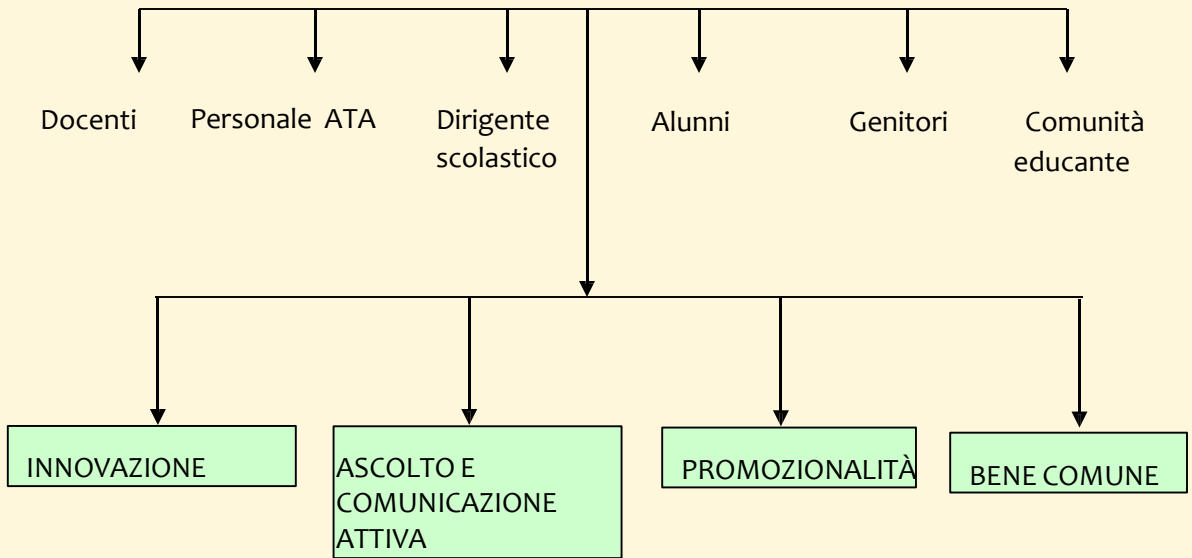 Docenti
Personale ATA
Dirigente
scolastico
Alunni
Genitori
Comunità
educante
INNOVAZIONE
ASCOLTO E
COMUNICAZIONE
ATTIVA
PROMOZIONALITÀ
BENE COMUNE